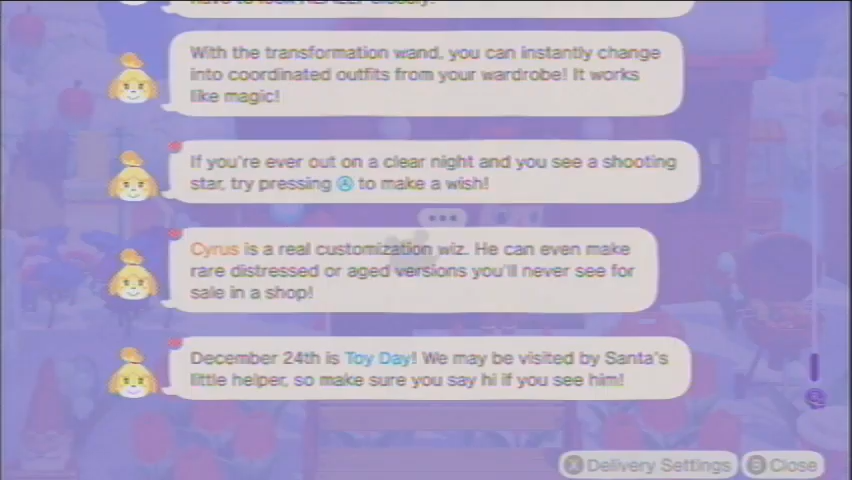 With the transformation wand, you can instantly change
into coordinated outfits from your wardrobe! It works
like magic!
If you're ever out on a clear night and you see a shooting
star, try pressing Ⓐ to make a wish!
Cyrus is a real customization wiz. He can even make
rare distressed or aged versions you'll never see for
sale in a shop!
December 24th is Toy Day! We may be visited by Santa's
little helper, so make sure you say hi if you see him!
Ⓧ Delivery Settings Ⓑ Close